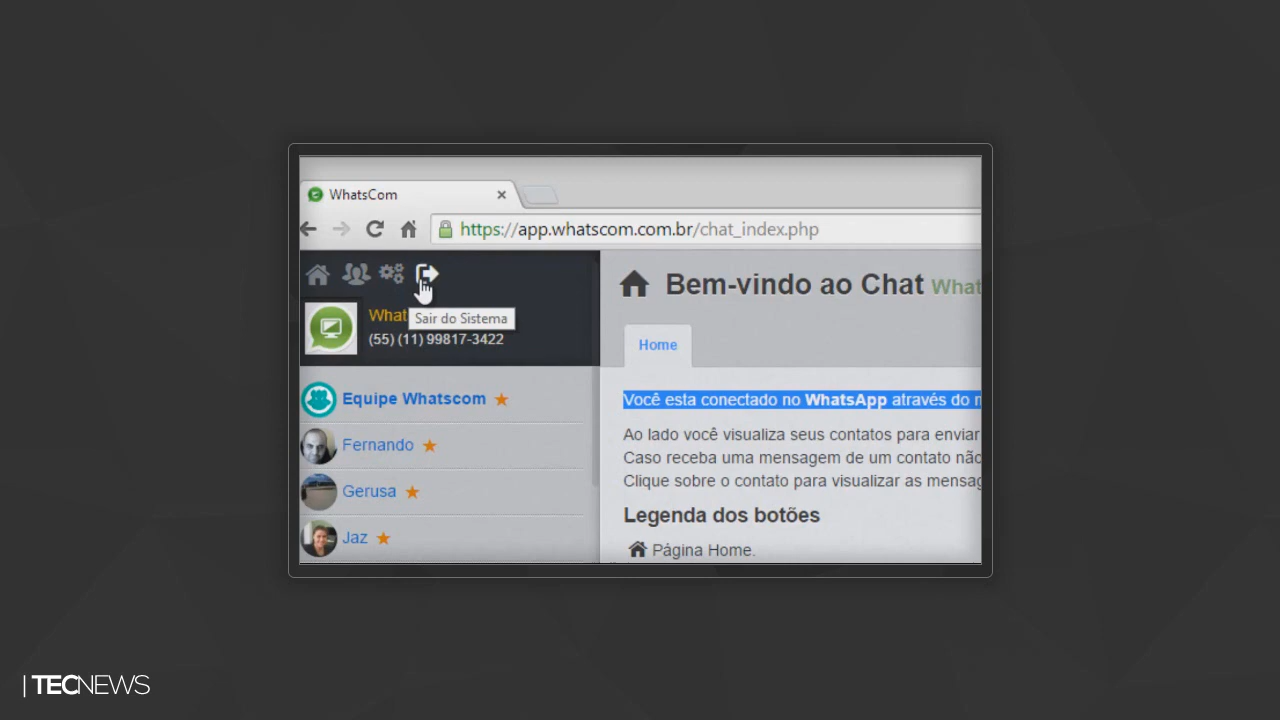 WhatsCom
https://app.whatscom.com.br/chat_index.php
What
Sair do Sistema
(55) (11) 99817-3422
Equipe Whatscom
Fernando
Gerusa
Jaz
Bem-vindo ao Chat What
Home
Você esta conectado no WhatsApp através do
Ao lado você visualiza seus contatos para enviar
Caso receba uma mensagem de um contato não
Clique sobre o contato para visualizar as mensag
Legenda dos botões
Página Home.
| TECNEWS